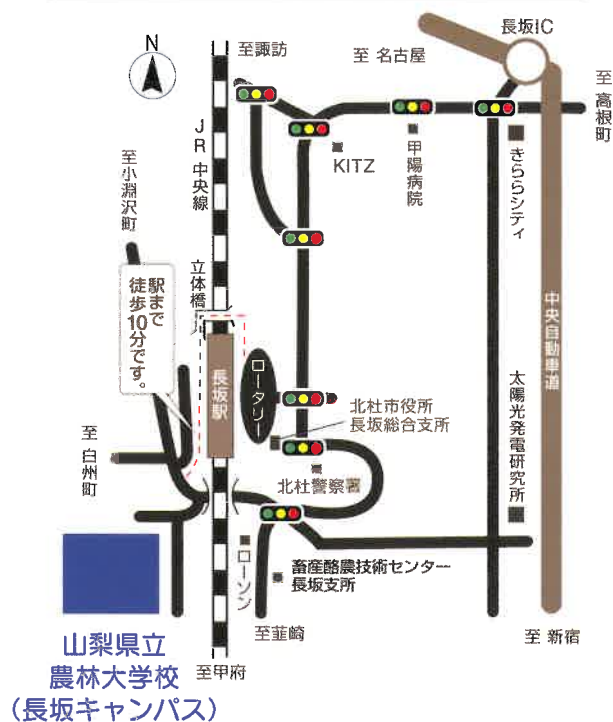 N
至諏訪
至 名古屋
長坂IC
至 高根町
JR 中央線
KITZ
甲陽病院
きららシティ
至小淵沢町
立体橋
駅まで
徒歩10分です。
中央自動車道
長坂駅
ロータリー
北杜市役所
長坂総合支所
太陽光発電研究所
至 白州町
北杜警察署
ローソン
畜産酪農技術センター
長坂支所
至韮崎
至 新宿
山梨県立
農林大学校
(長坂キャンパス)
至甲府